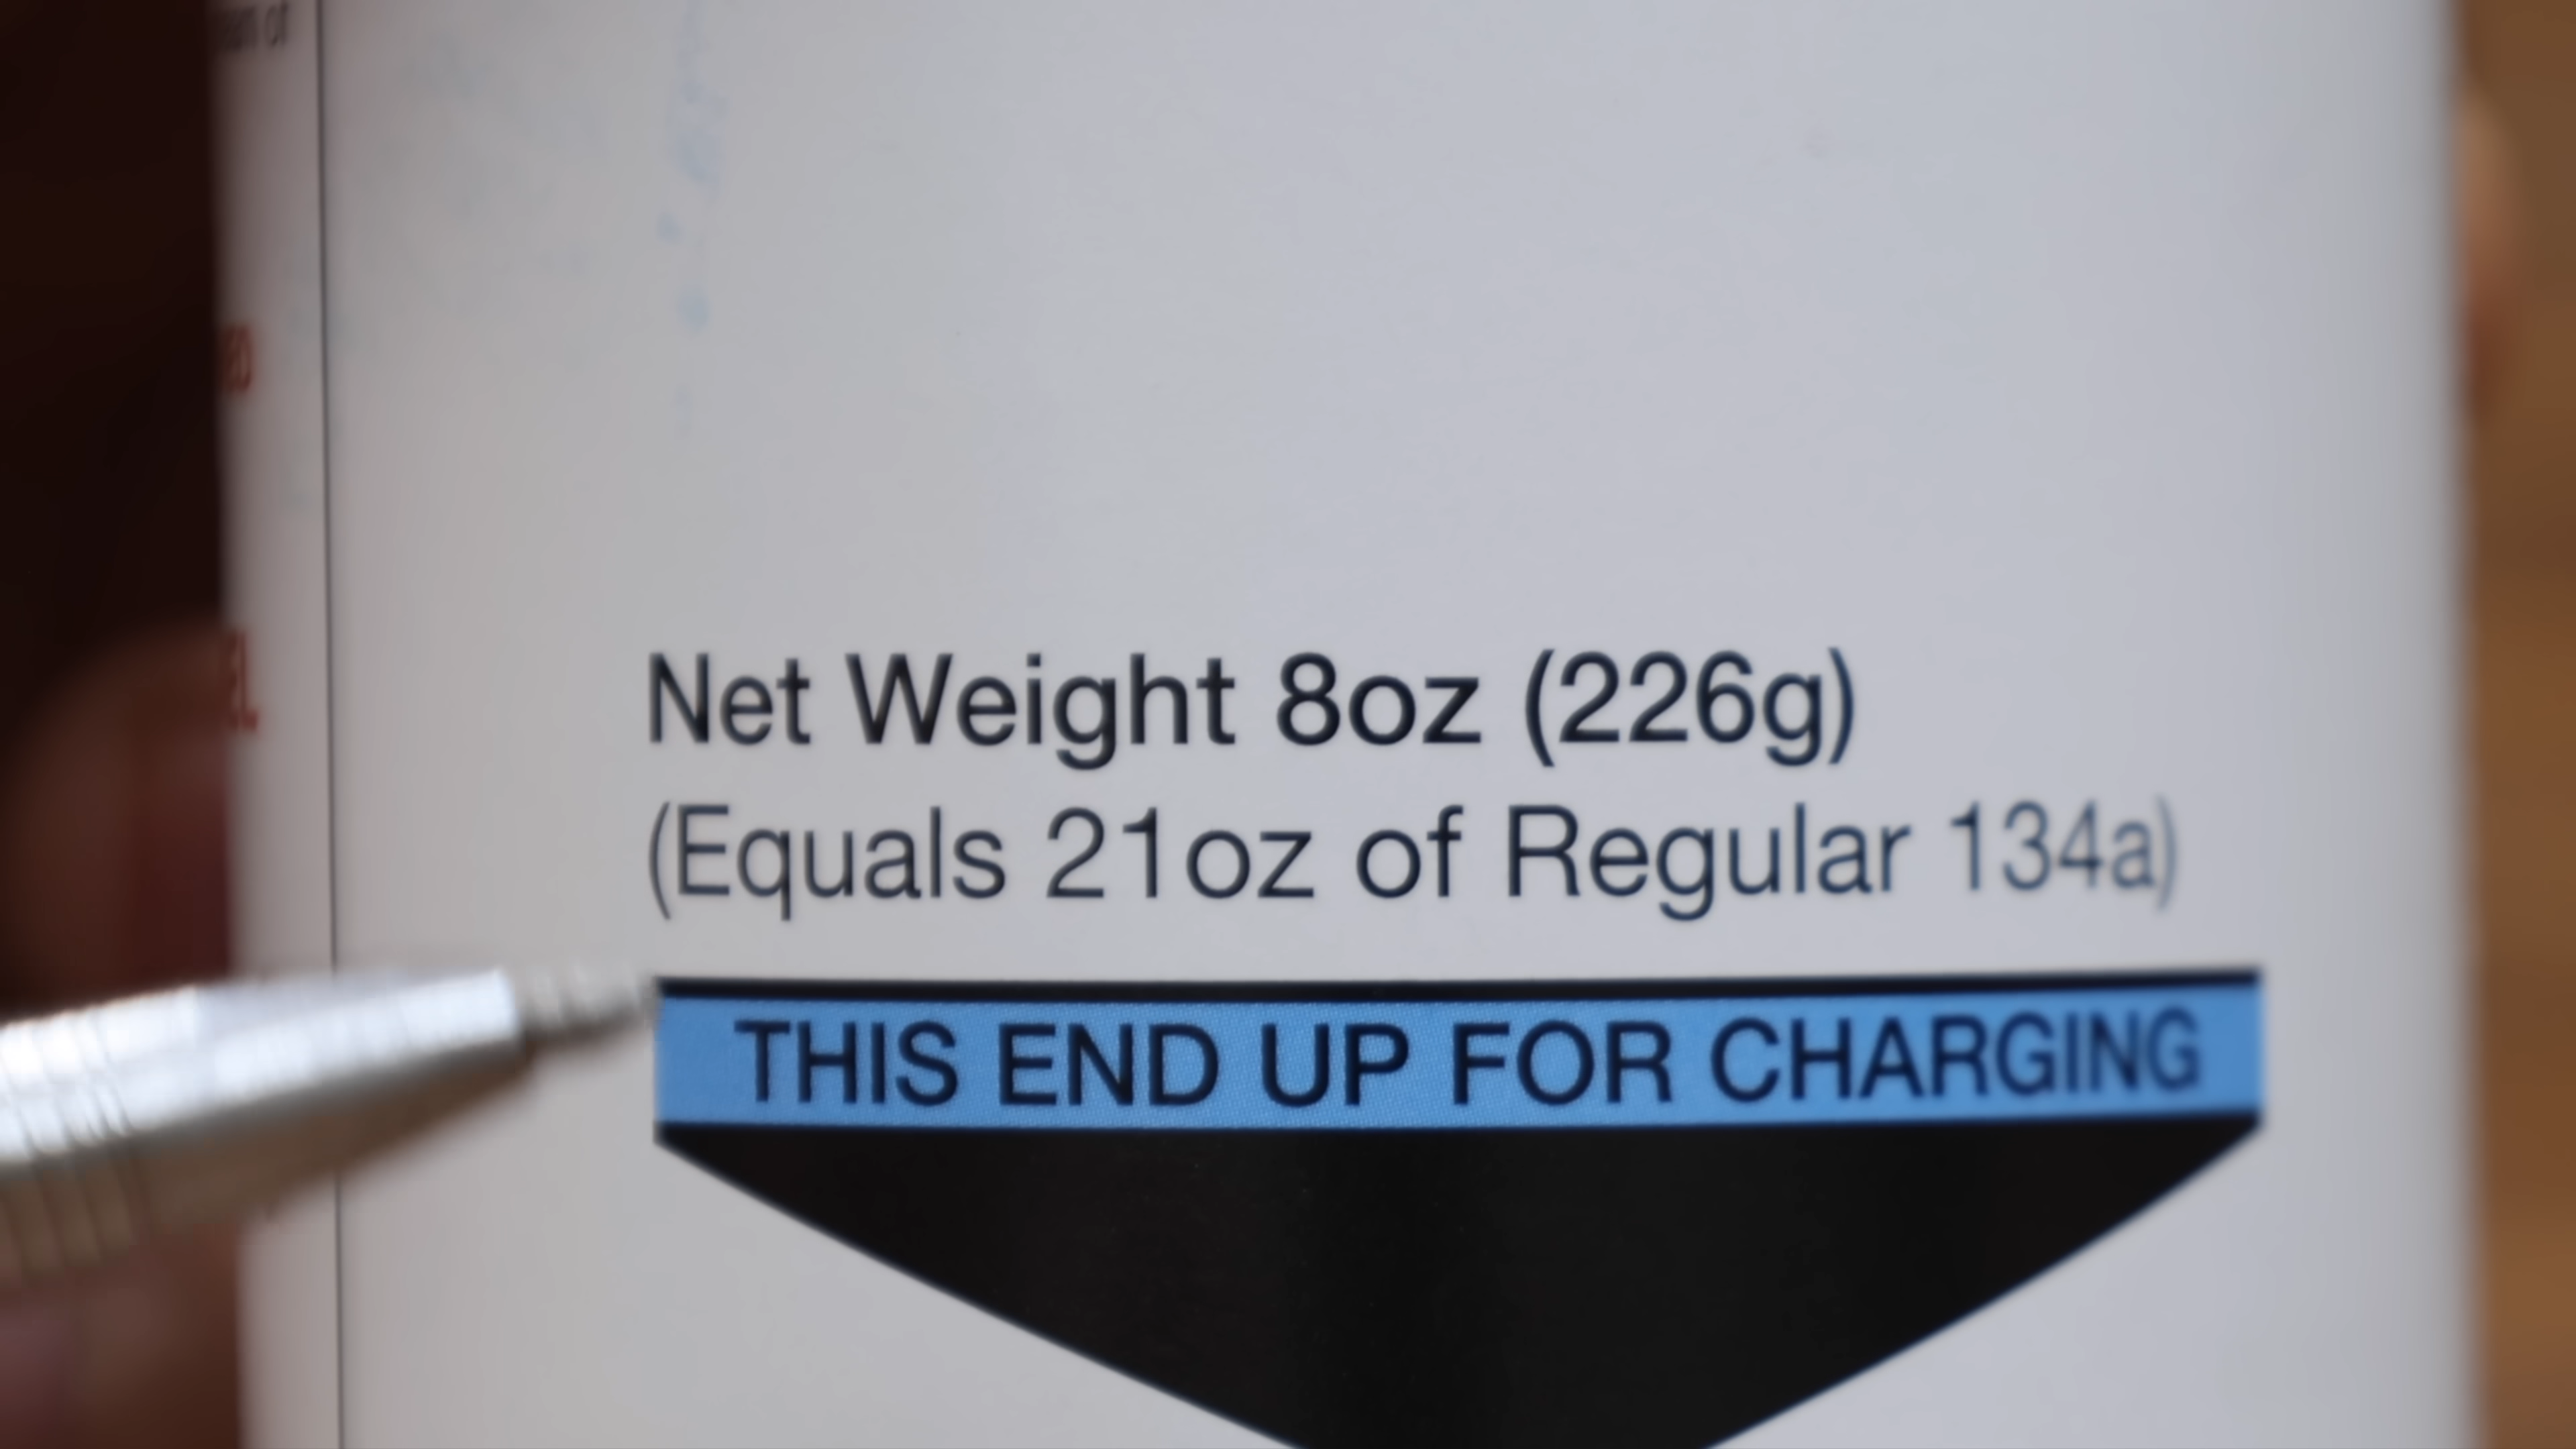 Net Weight 8oz (226g)
(Equals 21oz of Regular 134a)
THIS END UP FOR CHARGING